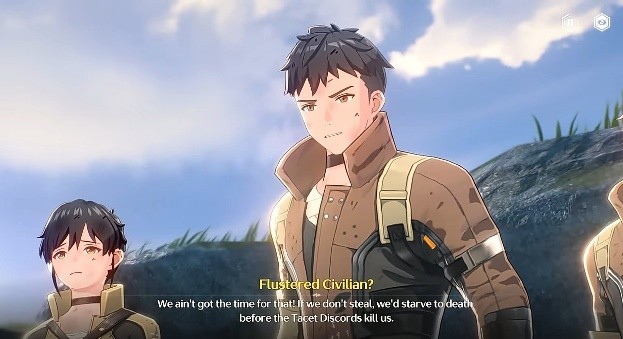 Flustered Civilian?
We ain't got the time for that! If we don't steal, we'd starve to death
before the Tacet Discords kill us.